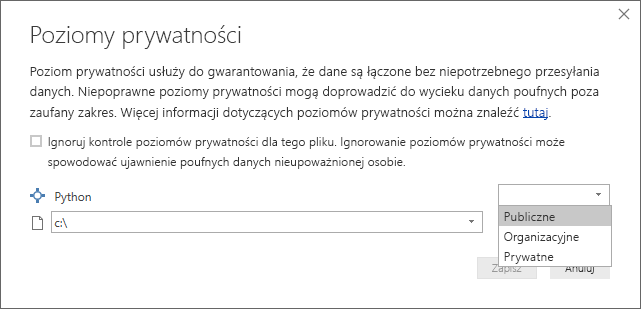 Poziomy prywatności
Poziom prywatności usłuży do gwarantowania, że dane są łączone bez niepotrzebnego przesyłania
danych. Niepoprawne poziomy prywatności mogą doprowadzić do wycieku danych poufnych poza
zaufany zakres. Więcej informacji dotyczących poziomów prywatności można znaleźć tutaj.
Ignoruj kontrole poziomów prywatności dla tego pliku. Ignorowanie poziomów prywatności może
spowodować ujawnienie poufnych danych nieupoważnionej osobie.
Python
c:\
Publiczne
Organizacyjne
Prywatne
Zapisz
Anuluj